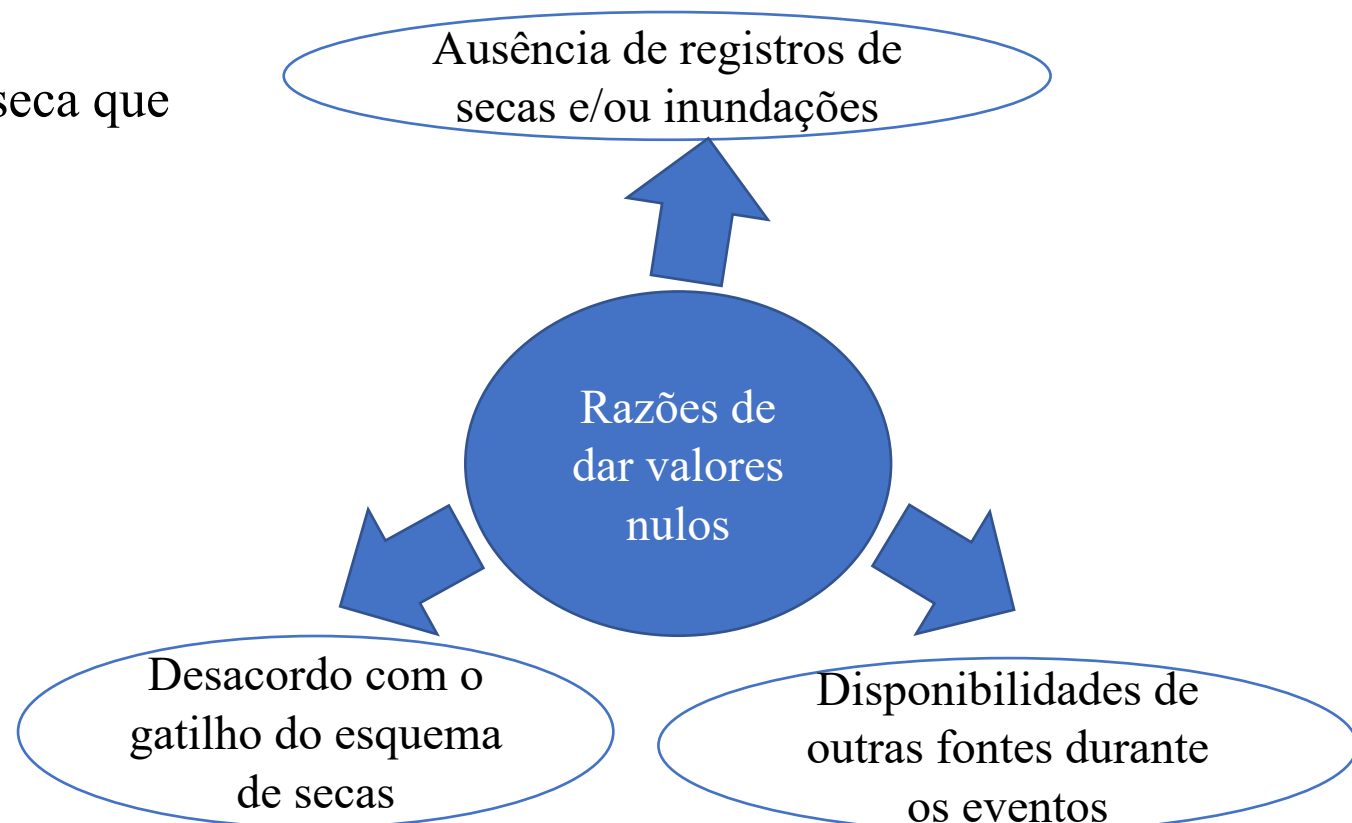 Ausência de registros de
seca que
secas e/ou inundações
Razões de
dar valores
nulos
Desacordo com o
gatilho do esquema
de secas
Disponibilidades de
outras fontes durante
os eventos